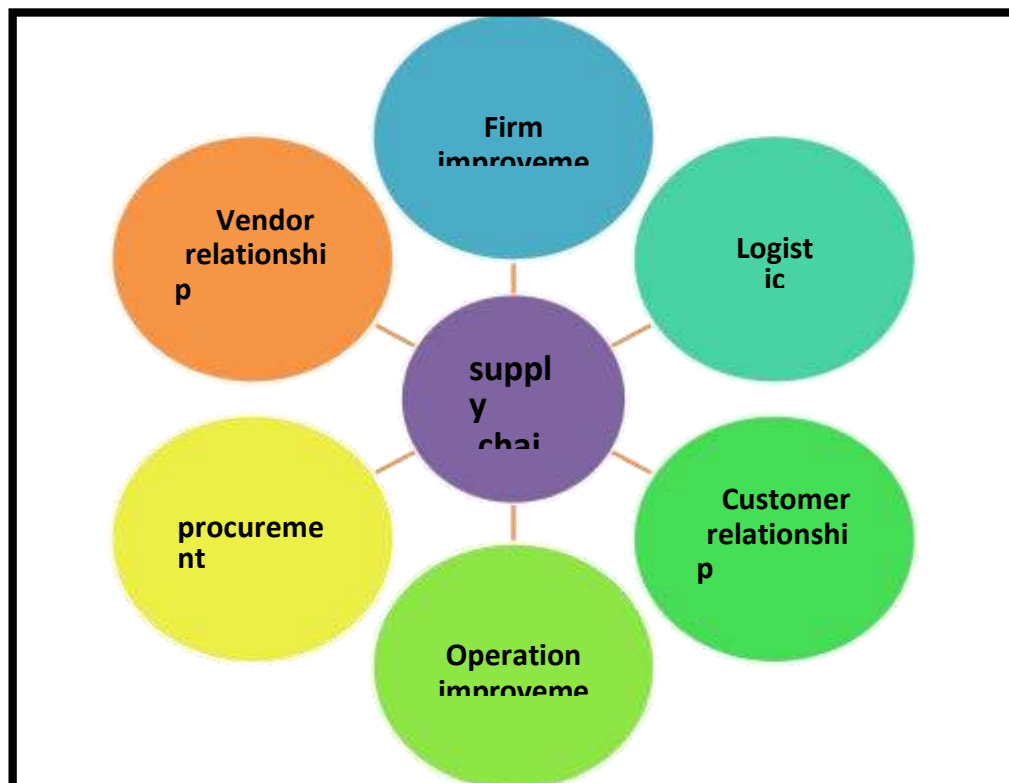 Firm
improveme
Vendor
relationshi
p
Logist
ic
suppl
y
chai
procureme
nt
Customer
relationshi
p
Operation
improveme